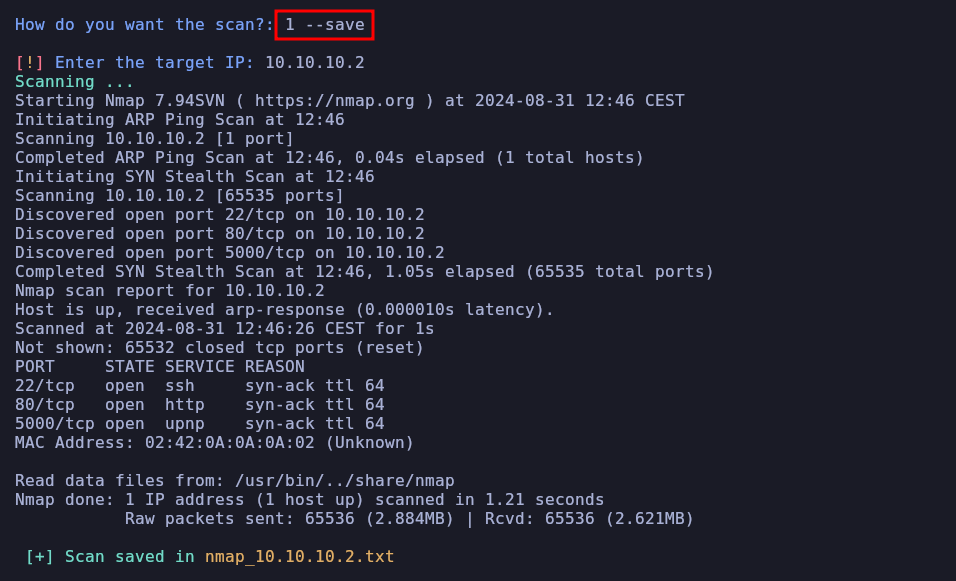 How do you want the scan?: 1 --save
[!] Enter the target IP: 10.10.10.2
Scanning ...
Starting Nmap 7.94SVN ( https://nmap.org ) at 2024-08-31 12:46 CEST
Initiating ARP Ping Scan at 12:46
Scanning 10.10.10.2 [1 port]
Completed ARP Ping Scan at 12:46, 0.04s elapsed (1 total hosts)
Initiating SYN Stealth Scan at 12:46
Scanning 10.10.10.2 [65535 ports]
Discovered open port 22/tcp on 10.10.10.2
Discovered open port 80/tcp on 10.10.10.2
Discovered open port 5000/tcp on 10.10.10.2
Completed SYN Stealth Scan at 12:46, 1.05s elapsed (65535 total ports)
Nmap scan report for 10.10.10.2
Host is up, received arp-response (0.000010s latency).
Scanned at 2024-08-31 12:46:26 CEST for 1s
Not shown: 65532 closed tcp ports (reset)
PORT     STATE SERVICE REASON
22/tcp   open  ssh     syn-ack ttl 64
80/tcp   open  http    syn-ack ttl 64
5000/tcp open  upnp    syn-ack ttl 64
MAC Address: 02:42:0A:0A:0A:02 (Unknown)
Read data files from: /usr/bin/../share/nmap
Nmap done: 1 IP address (1 host up) scanned in 1.21 seconds
           Raw packets sent: 65536 (2.884MB) | Rcvd: 65536 (2.621MB)
[+] Scan saved in nmap_10.10.10.2.txt